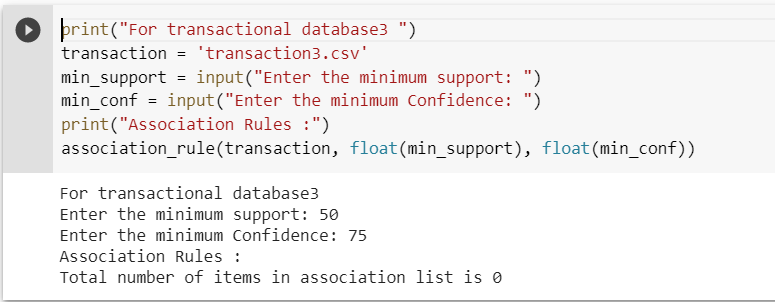 print("For transactional database3 ")
transaction = 'transaction3.csv'
min_support = input("Enter the minimum support: ")
min_conf = input("Enter the minimum Confidence: ")
print("Association Rules :")
association_rule(transaction, float(min_support), float(min_conf))
For transactional database3
Enter the minimum support: 50
Enter the minimum Confidence: 75
Association Rules :
Total number of items in association list is 0